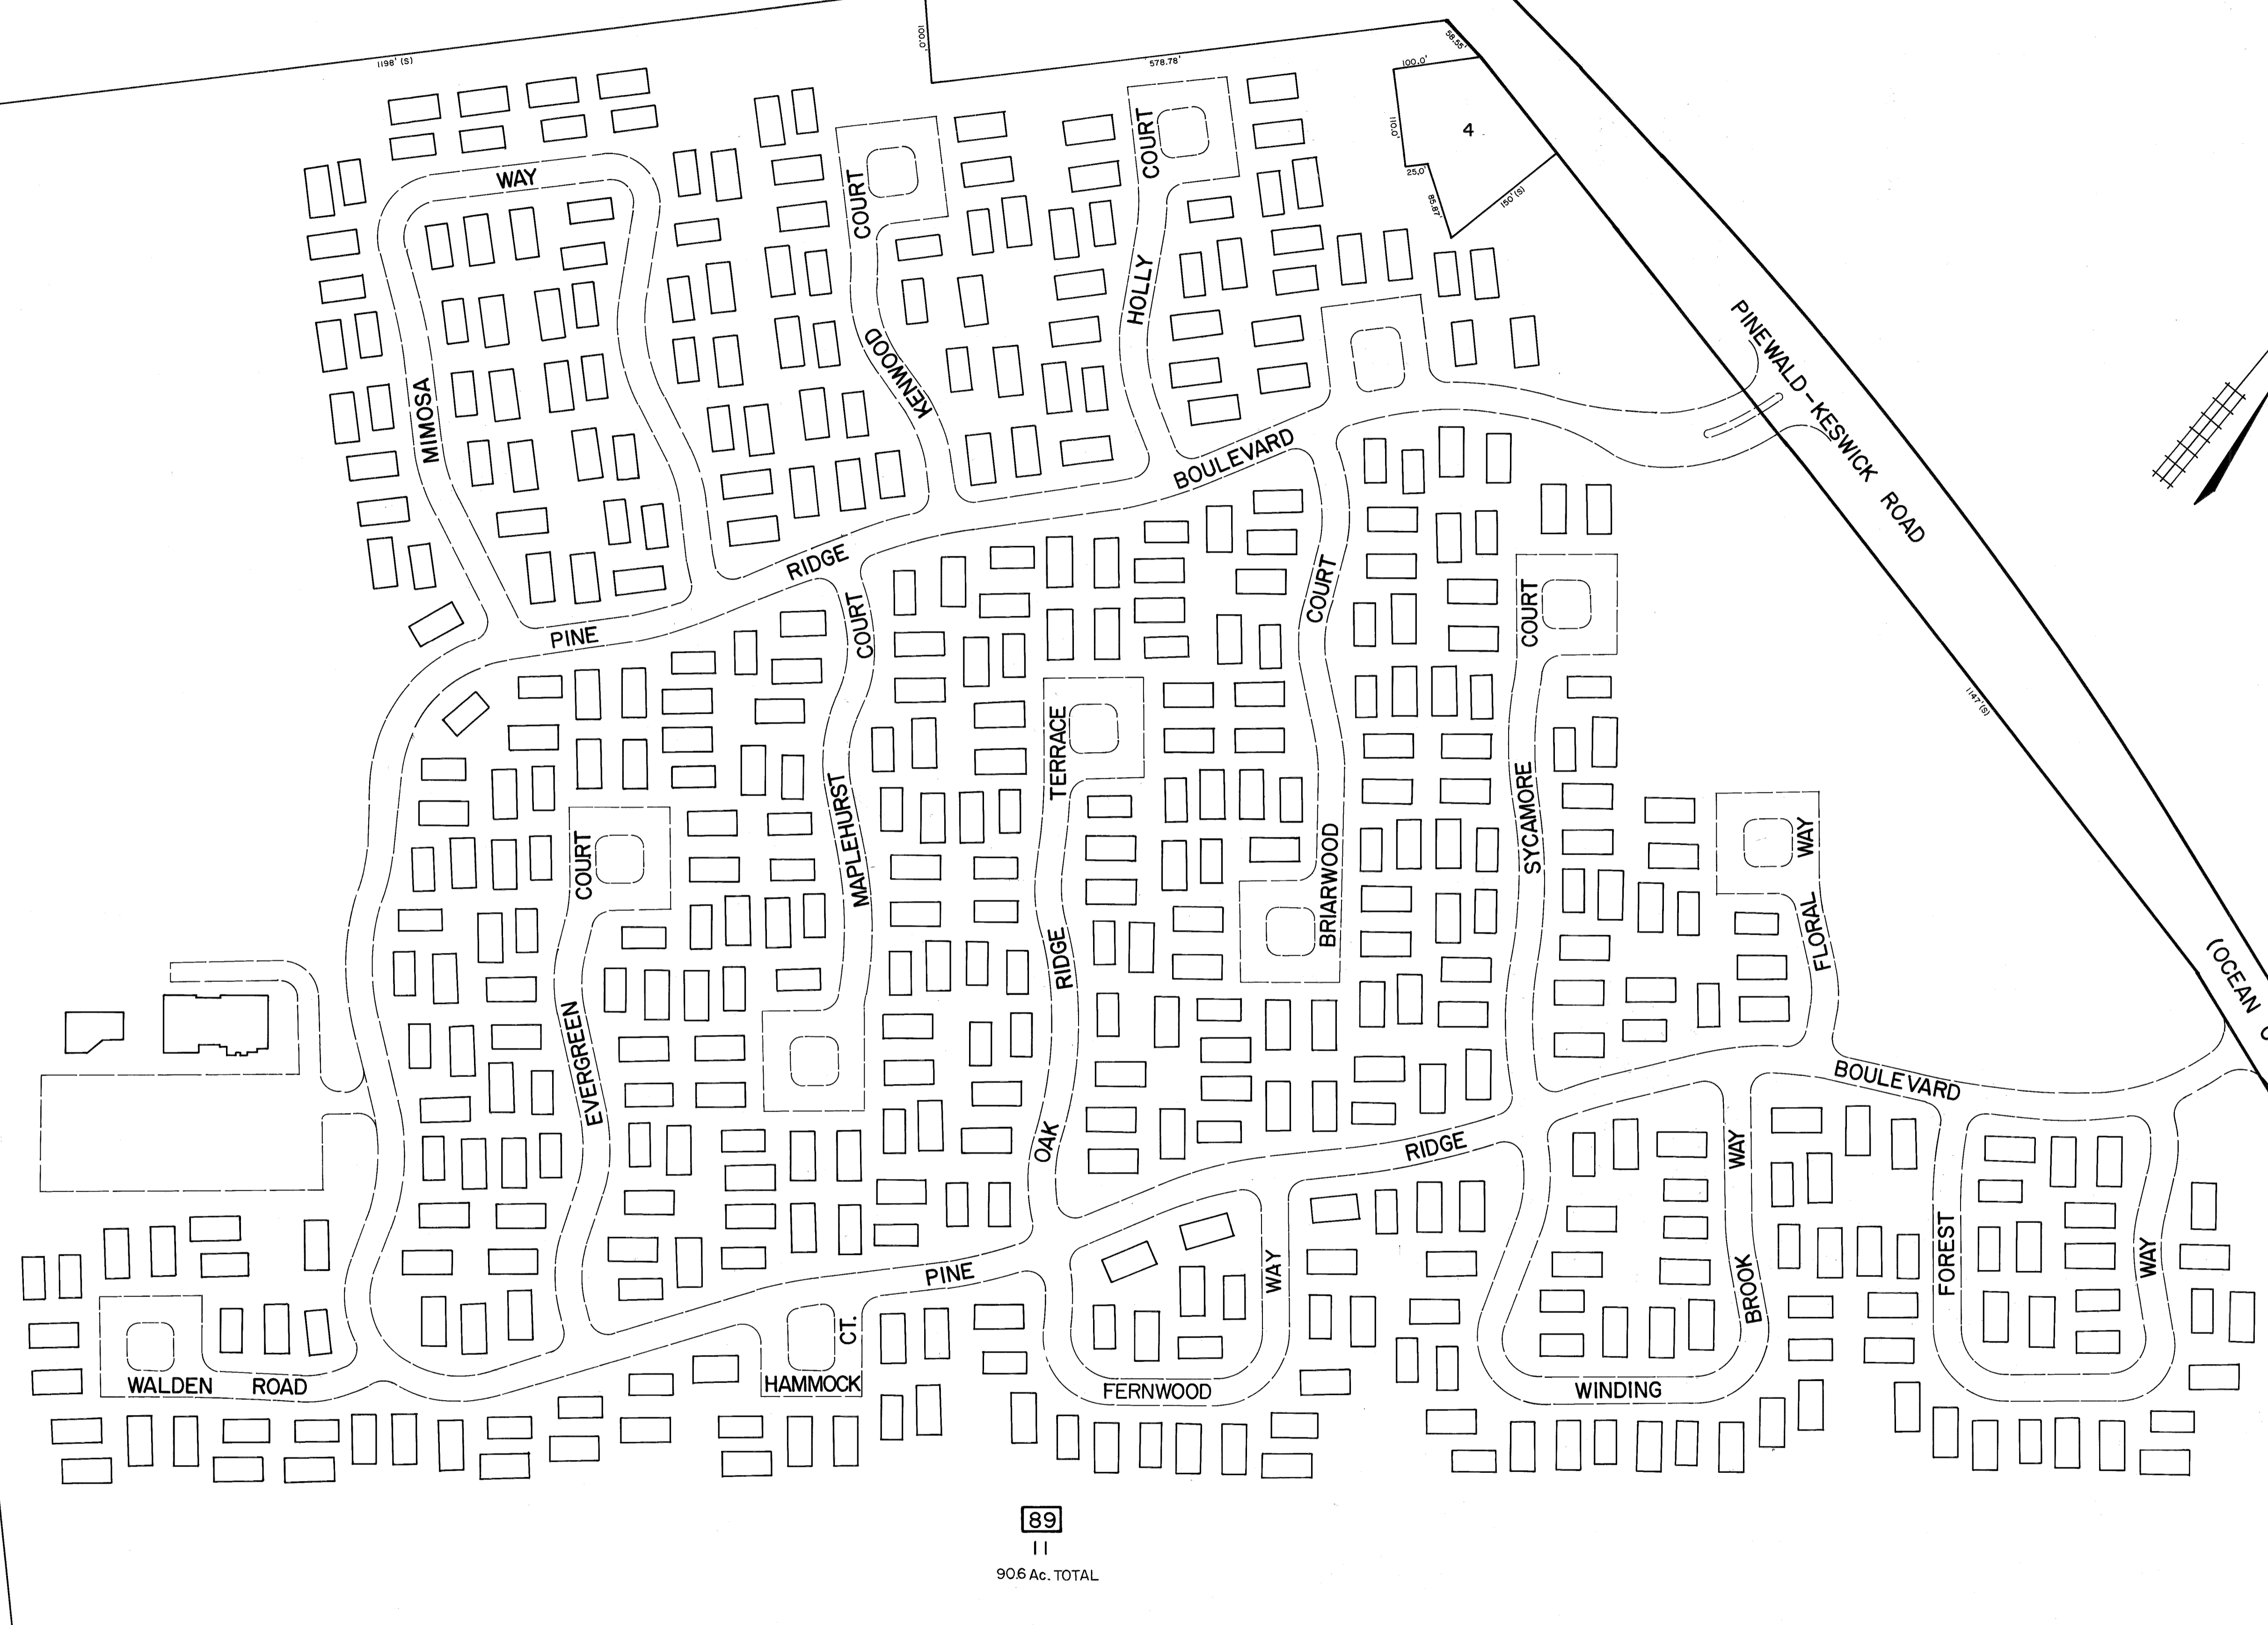 1198' (S)
100.0'
578.78'
58.55'
100.0'
110.0'
4
25.0'
85.87'
150' (S)
WAY
MIMOSA
COURT
KENWOOD
COURT
HOLLY
PINEWALD-KESWICK ROAD
1147' (S)
(OCEAN
PINE
RIDGE
BOULEVARD
COURT
MAPLEHURST
COURT
EVERGREEN
TERRACE
RIDGE
OAK
COURT
BRIARWOOD
COURT
SYCAMORE
WAY
FLORAL
BOULEVARD
RIDGE
PINE
WAY
BROOK
WINDING
FOREST
WAY
WAY
FERNWOOD
CT.
HAMMOCK
WALDEN ROAD
89
11
90.6 Ac. TOTAL